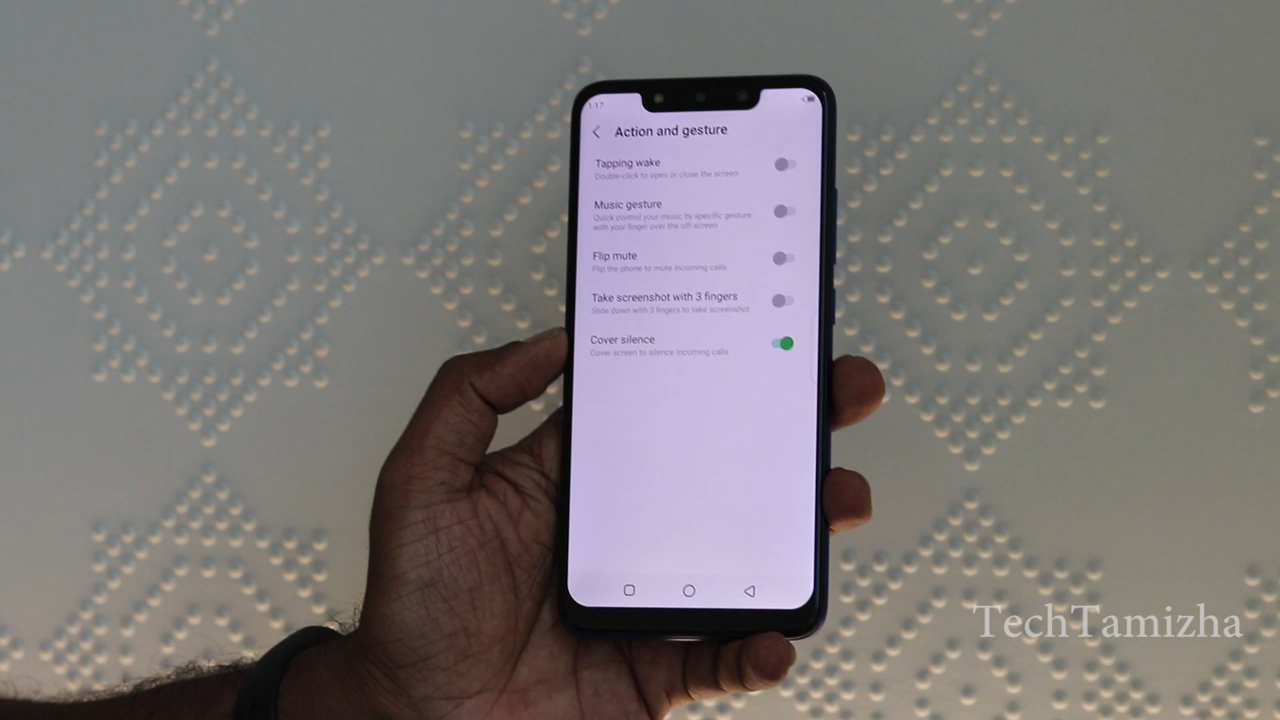 1:17
Action and gesture
Tapping wake
Double-click to open or close the screen
Music gesture
Quick control your music by specific gesture
with your finger over the off-screen
Flip mute
Flip the phone to mute incoming calls
Take screenshot with 3 fingers
Slide down with 3 fingers to take screenshot
Cover silence
Cover screen to silence incoming calls
TechTamizha